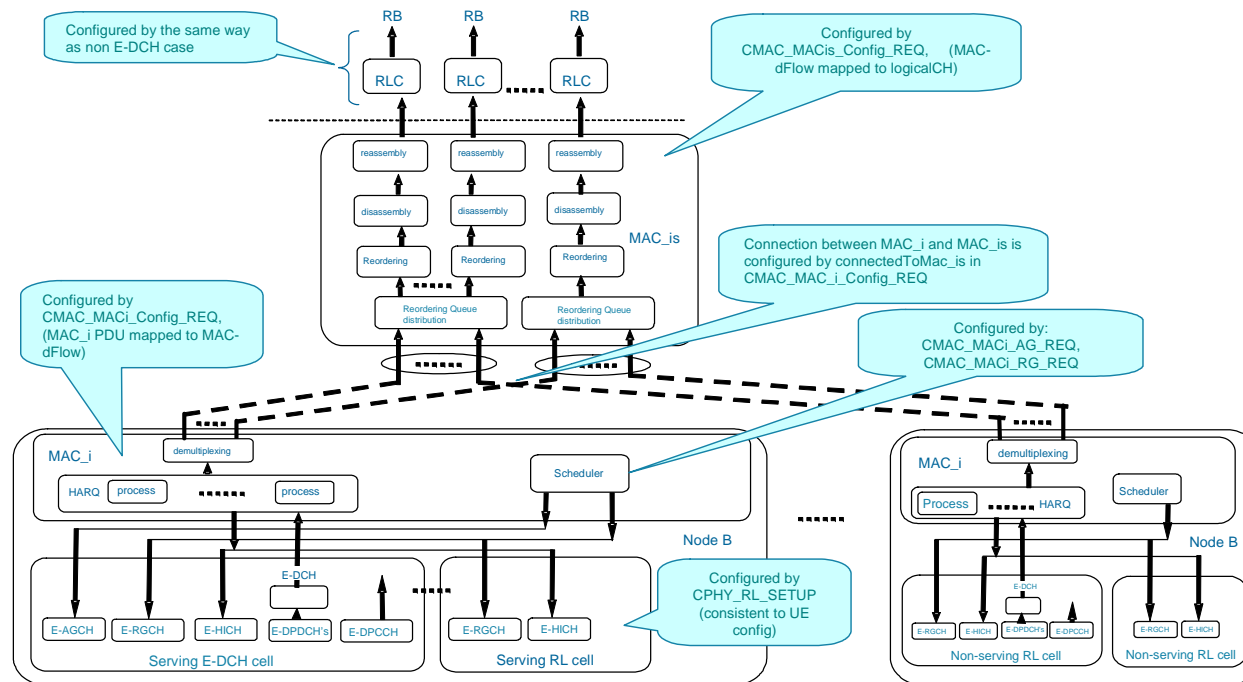 RB
RB
RB
Configured by the same way
as non E-DCH case
RLC
RLC
RLC
Configured by
CMAC_MACis_Config_REQ, (MAC-
dFlow mapped to logicalCH)
reassembly
reassembly
reassembly
disassembly
disassembly
disassembly
MAC_is
Reordering
Reordering
Reordering
Reordering Queue
distribution
Reordering Queue
distribution
Connection between MAC_i and MAC_is is
configured by connectedToMac_is in
CMAC_MAC_i_Config_REQ
Configured by
CMAC_MACi_Config_REQ,
(MAC_i PDU mapped to MAC-
dFlow)
Configured by:
CMAC_MACi_AG_REQ,
CMAC_MACi_RG_REQ
MAC_i
demultiplexing
HARQ
process
process
Scheduler
Node B
E-DCH
E-AGCH
E-RGCH
E-HICH
E-DPDCH's
E-DPCCH
Serving E-DCH cell
E-RGCH
E-HICH
Serving RL cell
Configured by
CPHY_RL_SETUP
(consistent to UE
config)
MAC_i
demultiplexing
Process
HARQ
Scheduler
Node B
E-DCH
E-RGCH
E-HICH
E-DPDCH's
E-DPCCH
Non-serving RL cell
E-RGCH
E-HICH
Non-serving RL cell